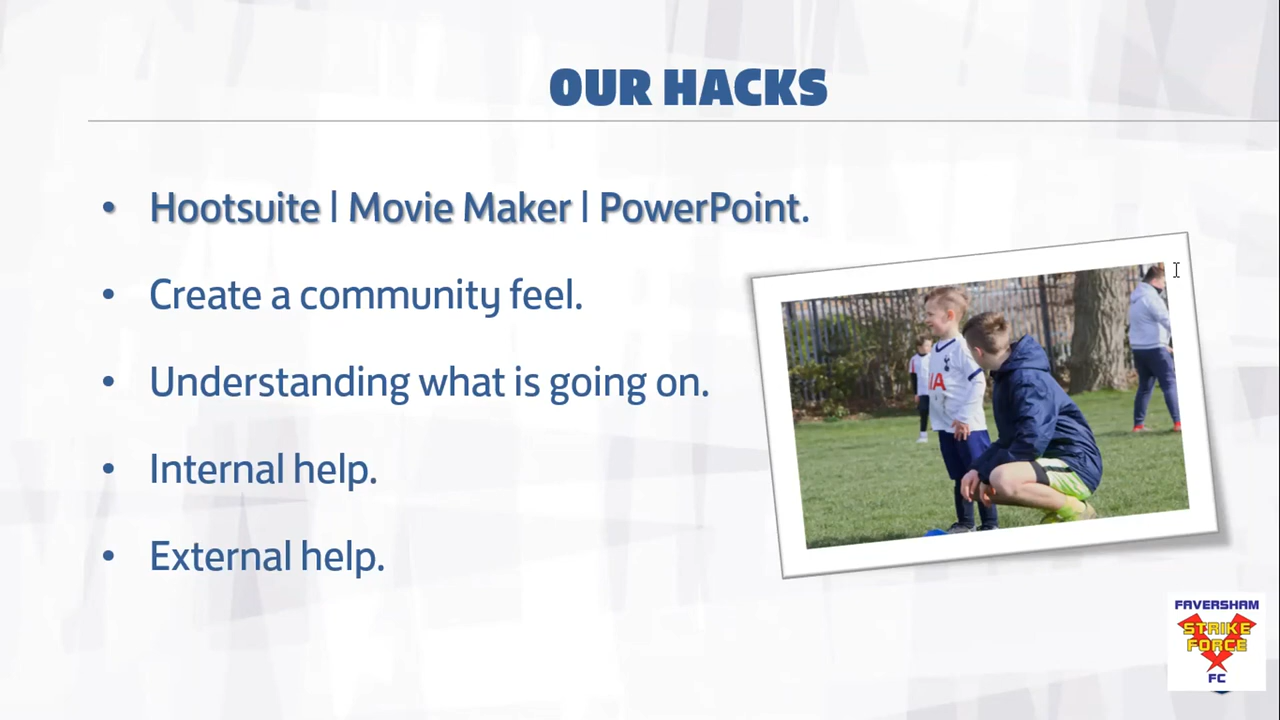 OUR HACKS
• Hootsuite | Movie Maker | PowerPoint.
• Create a community feel.
• Understanding what is going on.
• Internal help.
• External help.
IA
FAVERSHAM
STRIKE
FORCE
FC